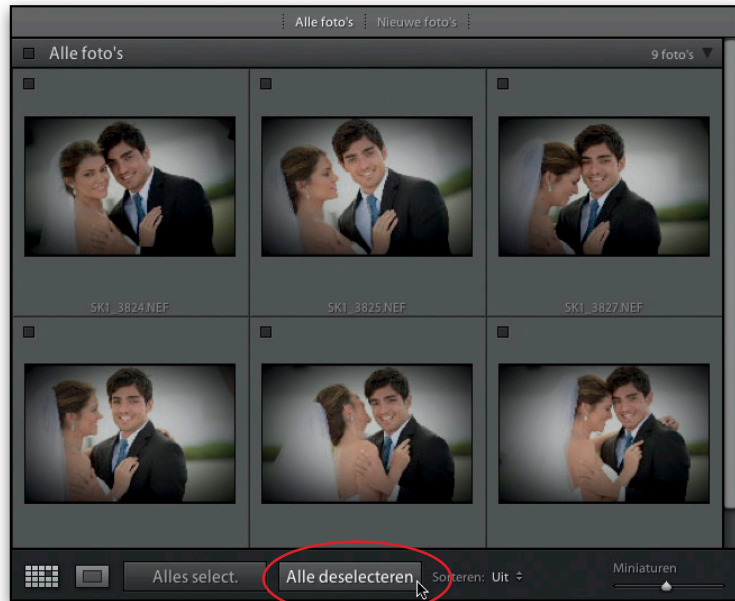 Alle foto's Nieuwe foto's
Alle foto's 9 foto's
SK1_3824.NEF SK1_3825.NEF SK1_3827.NEF
Alles select. Alle deselecteren Sorteren: Uit Miniaturen